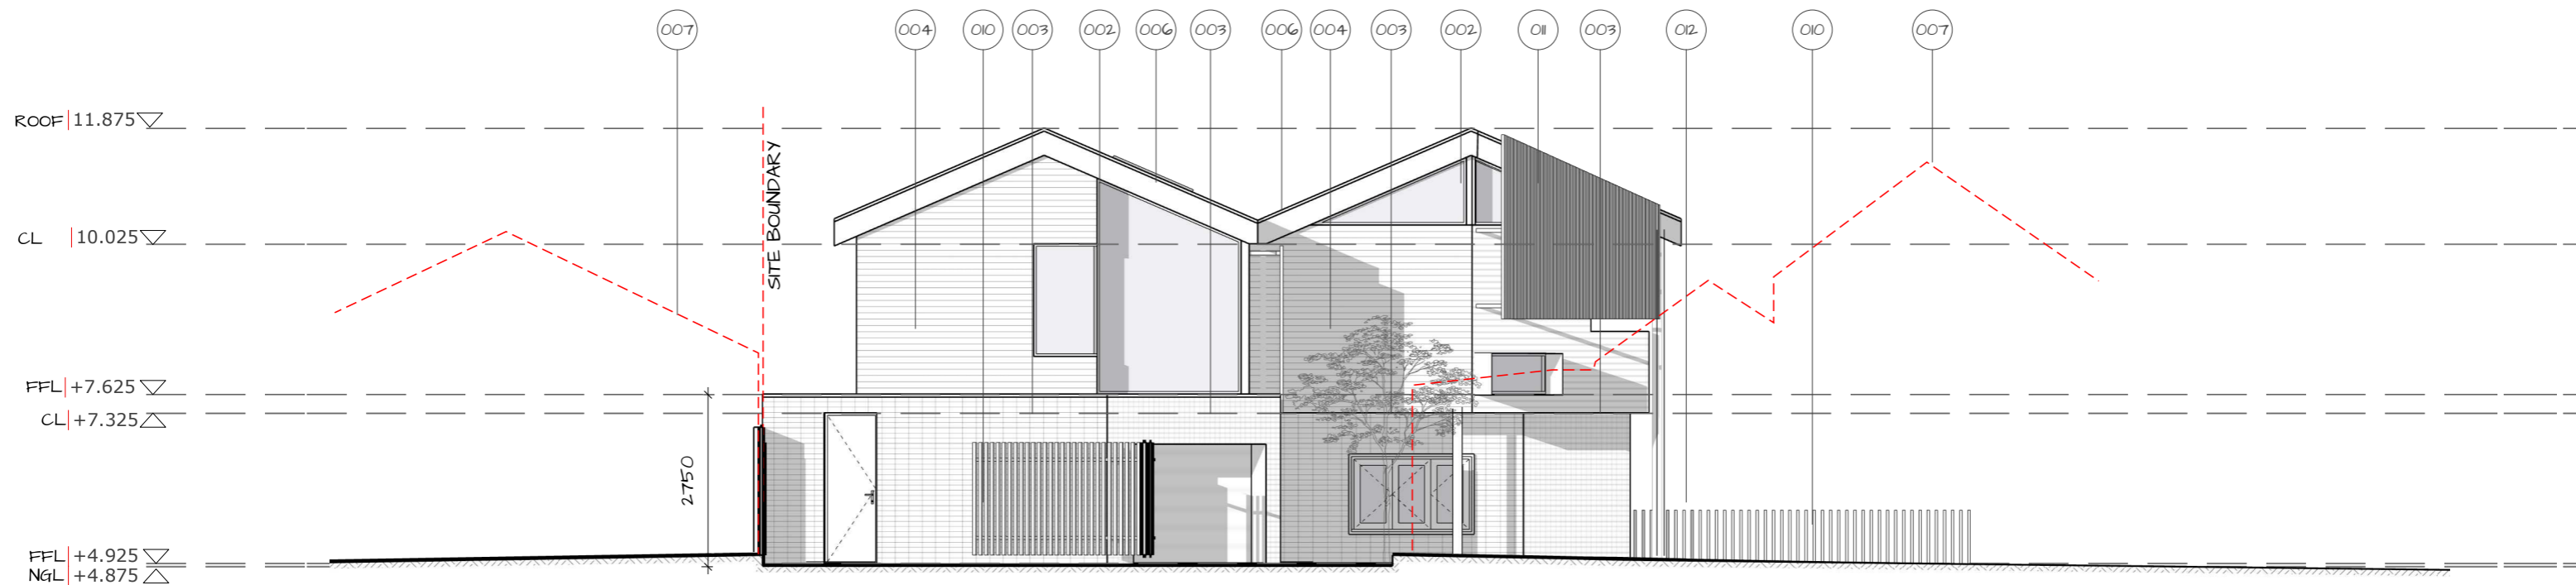 007 004 010 003 002 006 003 006 004 003 002 011 003 012 010 007
ROOF 11.875
SITE BOUNDARY
CL 10.025
FFL +7.625
CL +7.325
2750
FFL +4.925
NGL +4.875